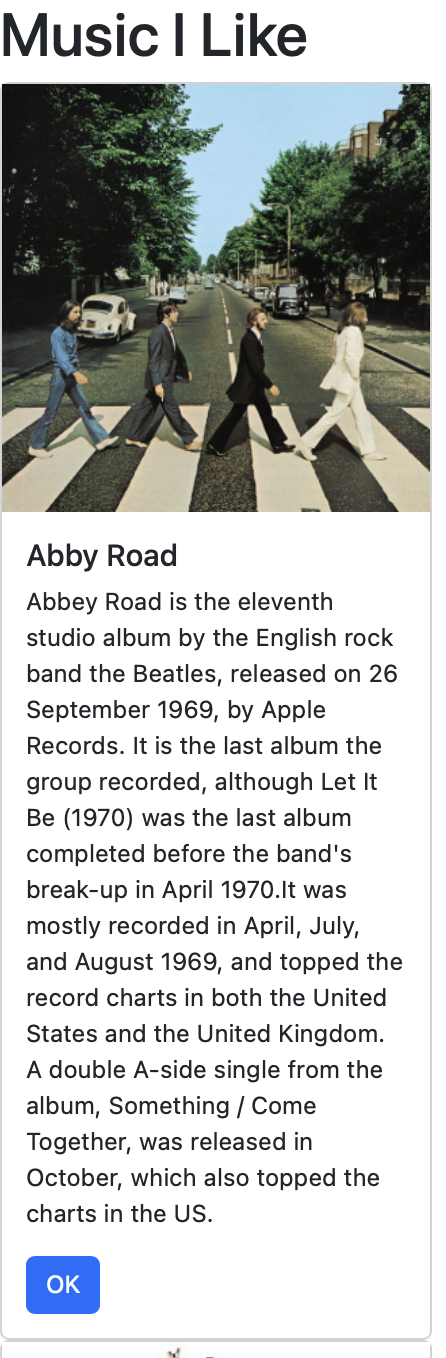 Music I Like
Abby Road
Abbey Road is the eleventh
studio album by the English rock
band the Beatles, released on 26
September 1969, by Apple
Records. It is the last album the
group recorded, although Let It
Be (1970) was the last album
completed before the band's
break-up in April 1970.It was
mostly recorded in April, July,
and August 1969, and topped the
record charts in both the United
States and the United Kingdom.
A double A-side single from the
album, Something / Come
Together, was released in
October, which also topped the
charts in the US.
OK